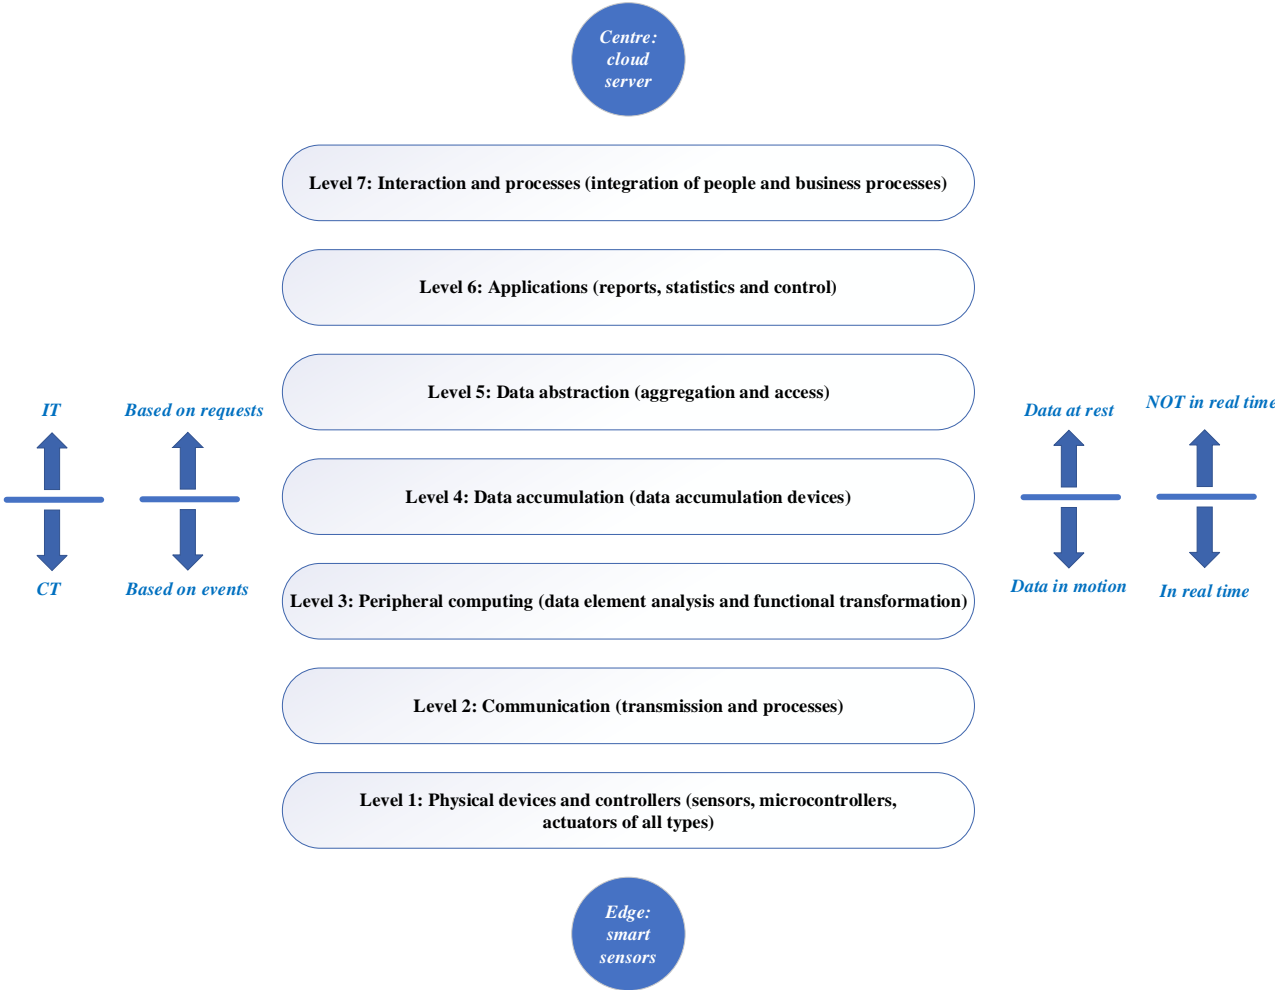 Centre:
cloud
server
Level 7: Interaction and processes (integration of people and business processes)
Level 6: Applications (reports, statistics and control)
Level 5: Data abstraction (aggregation and access)
IT
Based on requests
Data at rest
NOT in real time
Level 4: Data accumulation (data accumulation devices)
CT
Based on events
Data in motion
In real time
Level 3: Peripheral computing (data element analysis and functional transformation)
Level 2: Communication (transmission and processes)
Level 1: Physical devices and controllers (sensors, microcontrollers,
actuators of all types)
Edge:
smart
sensors